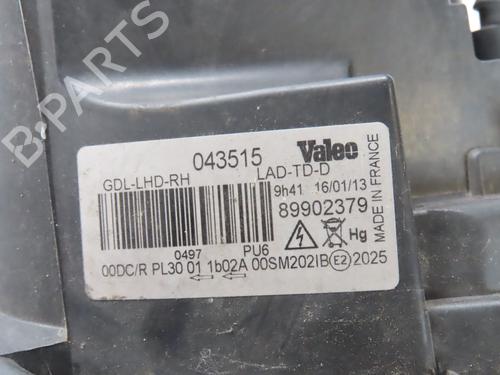 043515 Valeo
GDL-LHD-RH LAD-TD-D
9h41 16/01/13
89902379
MADE IN FRANCE
Hg
0497 PU6
00DC/R PL30 01 1b02A 00SM202IB E2 2025
B-PARTS